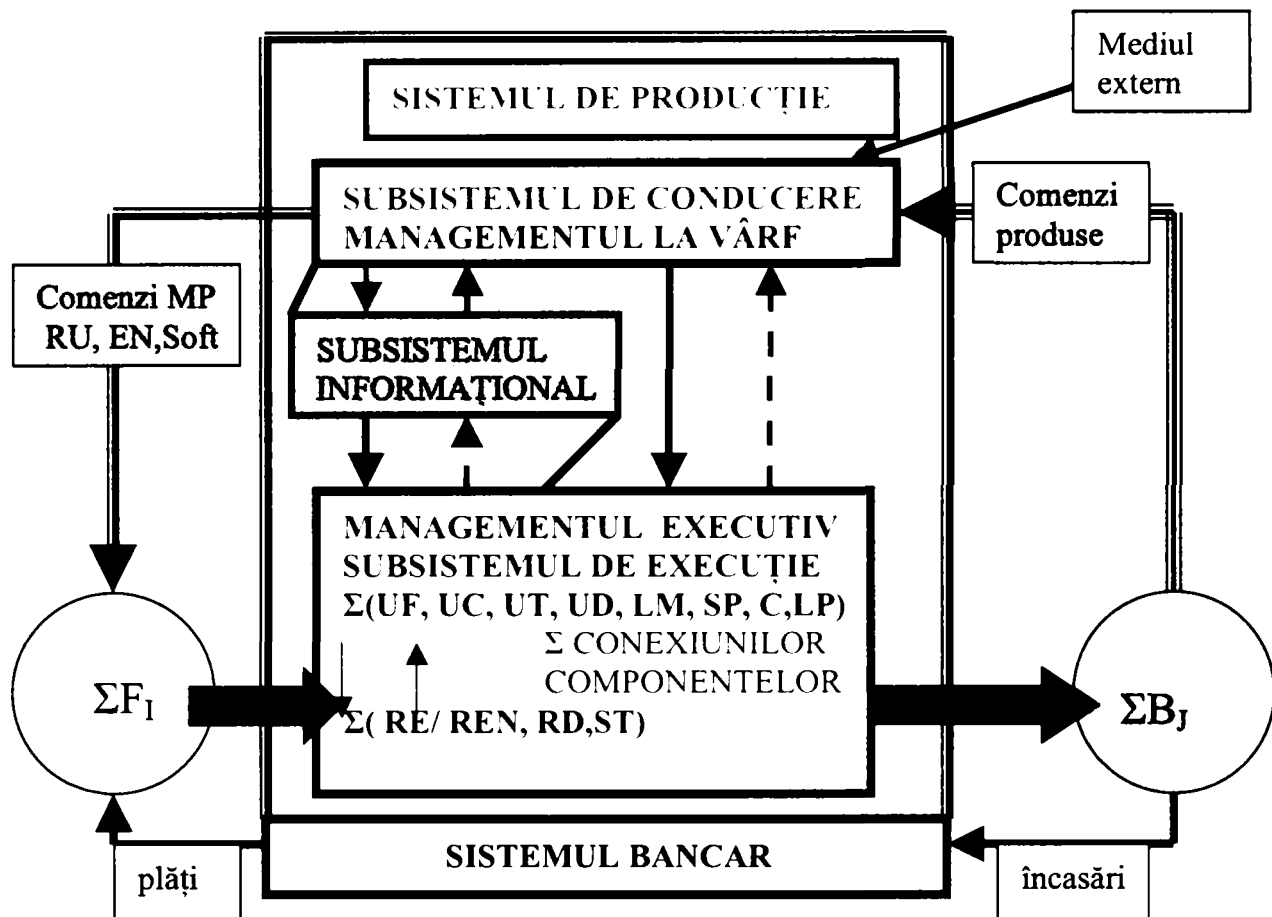 Mediul
extern
SISTEMUL DE PRODUCȚIE
SUBSISTEMUL DE CONDUCERE
MANAGEMENTUL LA VÂRF
Comenzi
produse
Comenzi MP
RU, EN,Soft
SUBSISTEMUL
INFORMAȚIONAL
MANAGEMENTUL EXECUTIV
SUBSISTEMUL DE EXECUȚIE
Σ(UF, UC, UT, UD, LM, SP, C,LP)
Σ CONEXIUNILOR
COMPONENTELOR
Σ( RE/ REN, RD,ST)
ΣF_I
ΣB_J
SISTEMUL BANCAR
plăți
încasări